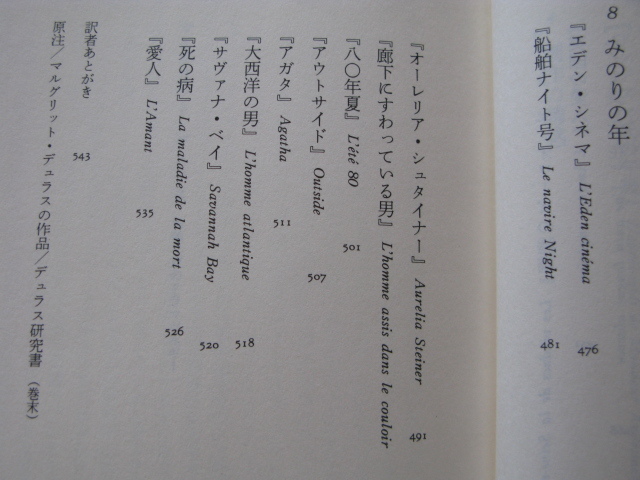 8 みのりの年
『エデン・シネマ』 L'Eden cinéma 476
『船舶ナイト号』 Le navire Night 481
『オーレリア・シュタイナー』 Aurelia Steiner
『廊下にすわっている男』 L'homme assis dans le couloir 491
『八〇年夏』 L'été 80 501
『アウトサイド』 Outside 507
『アガタ』 Agatha 511
『大西洋の男』 L'homme atlantique 518
『サヴァナ・ベイ』 Savannah Bay 520
『死の病』 La maladie de la mort 526
『愛人』 L'Amant 535
訳者あとがき 543
原注/マルグリット・デュラスの作品/デュラス研究書 (巻末)